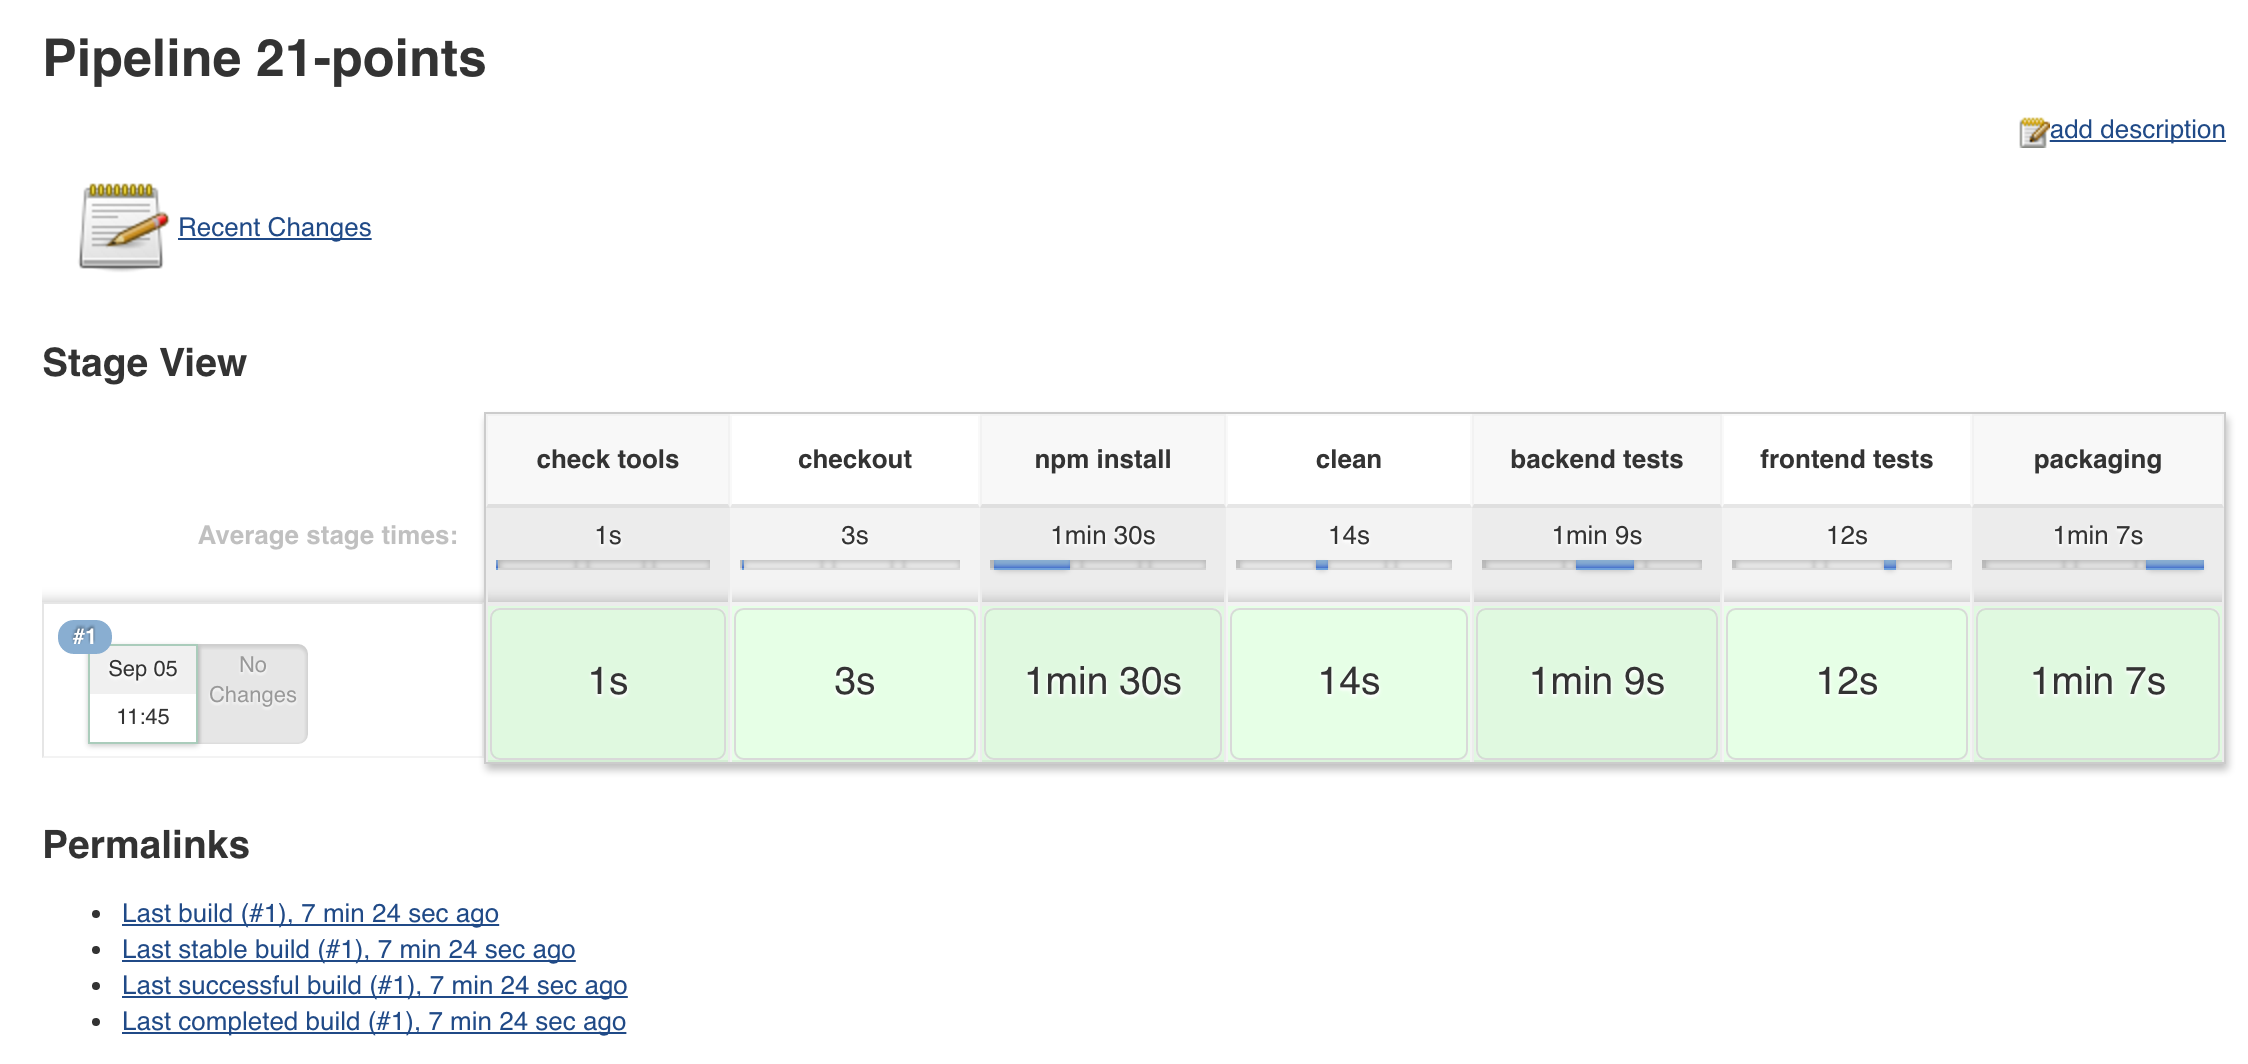 Pipeline 21-points
add description
Recent Changes
Stage View
check tools checkout npm install clean backend tests frontend tests packaging
Average stage times: 1s 3s 1min 30s 14s 1min 9s 12s 1min 7s
#1
Sep 05
11:45
No
Changes
1s 3s 1min 30s 14s 1min 9s 12s 1min 7s
Permalinks
Last build (#1), 7 min 24 sec ago
Last stable build (#1), 7 min 24 sec ago
Last successful build (#1), 7 min 24 sec ago
Last completed build (#1), 7 min 24 sec ago